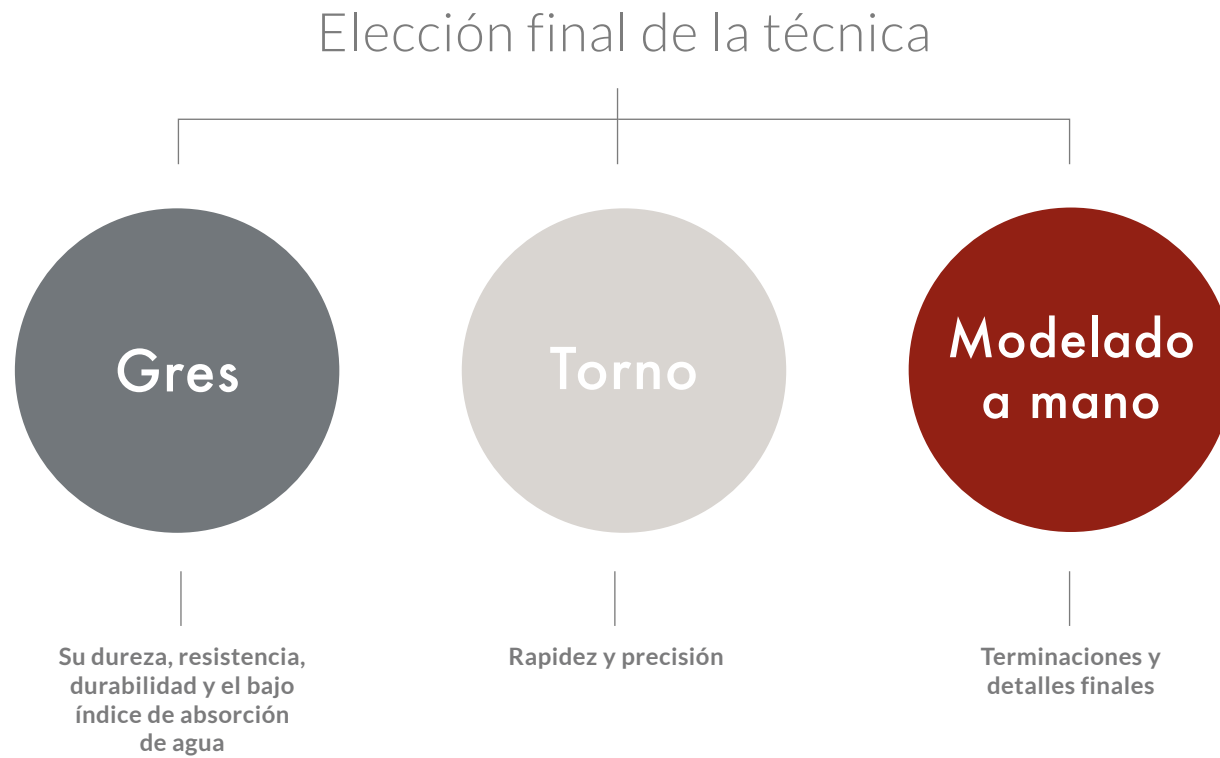 Elección final de la técnica
Gres
Torno
Modelado
a mano
Su dureza, resistencia,
durabilidad y el bajo
índice de absorción
de agua
Rapidez y precisión
Terminaciones y
detalles finales